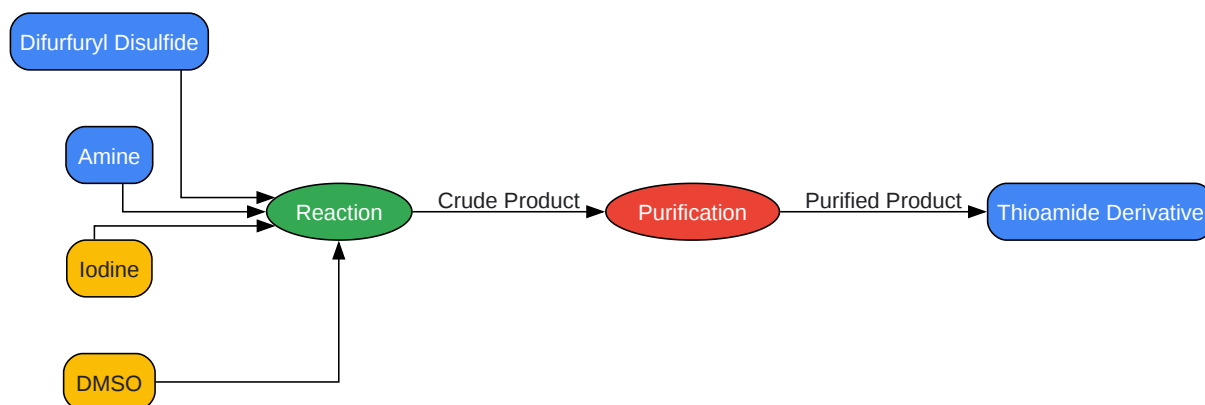 Difurfuryl Disulfide
Amine
Iodine
DMSO
Reaction
Crude Product
Purification
Purified Product
Thioamide Derivative